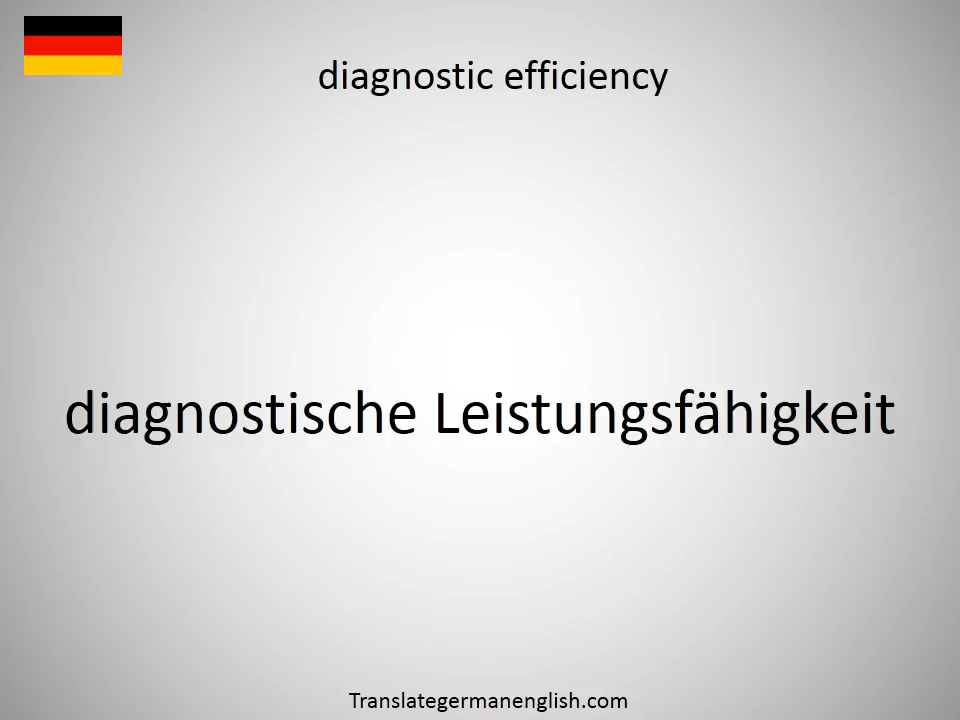 diagnostic efficiency
diagnostische Leistungsfähigkeit
Translategermanenglish.com